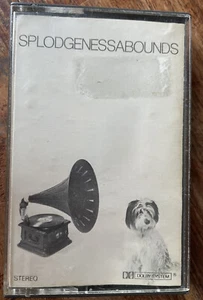 SPLODGENESSABOUNDS
STEREO
DOLBY SYSTEM ®